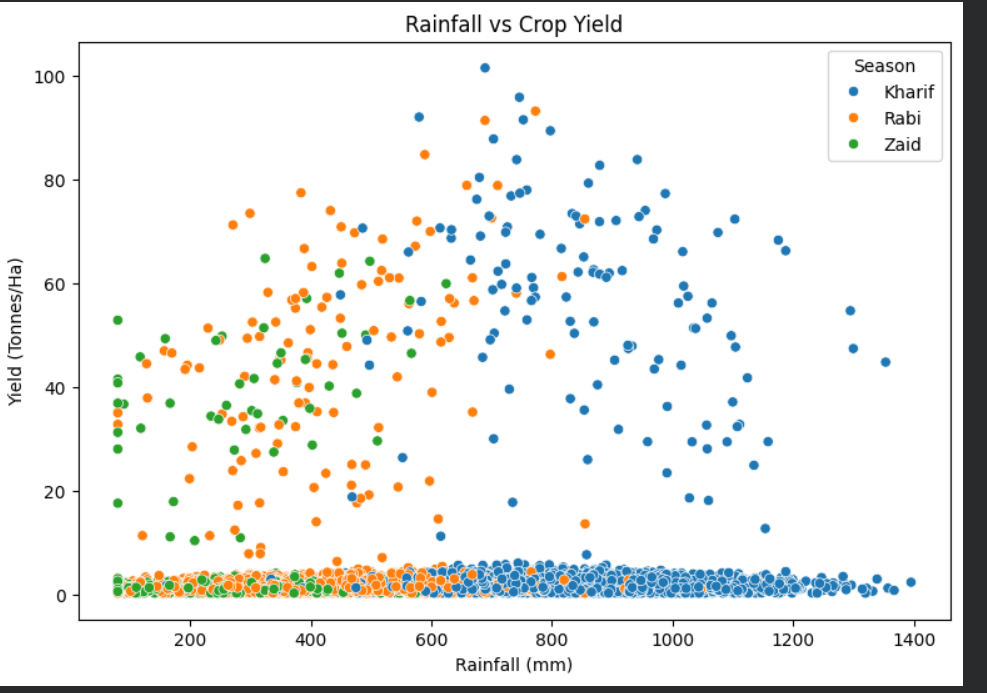 Rainfall vs Crop Yield
Season
Kharif
Rabi
Zaid
Yield (Tonnes/Ha)
100
80
60
40
20
0
200 400 600 800 1000 1200 1400
Rainfall (mm)